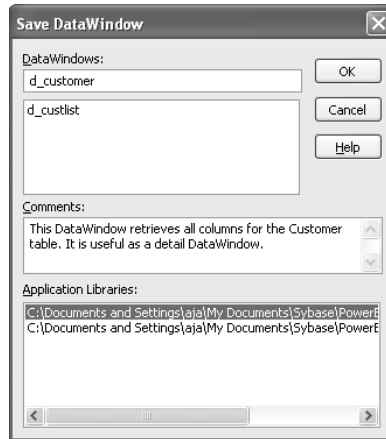 Save DataWindow
DataWindows:
d_customer
d_custlist
OK
Cancel
Help
Comments:
This DataWindow retrieves all columns for the Customer
table. It is useful as a detail DataWindow.
Application Libraries:
C:\Documents and Settings\aja\My Documents\Sybase\PowerE
C:\Documents and Settings\aja\My Documents\Sybase\PowerE